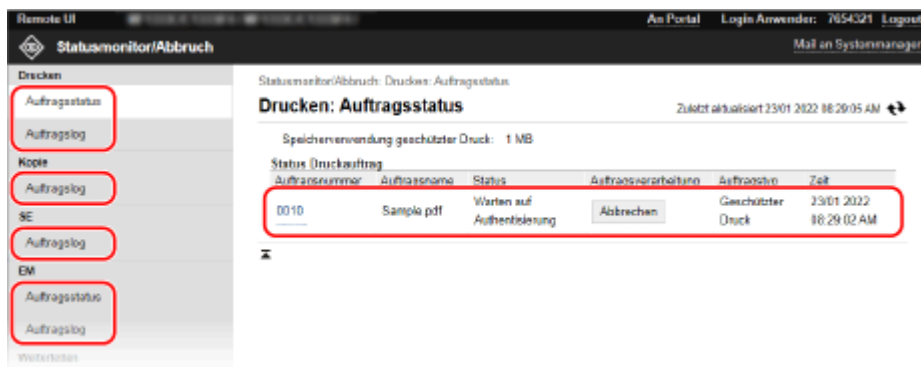 Remote UI
An Portal Login Anwender: 7654321 Logout
Statusmonitor/Abbruch
Mail an Systemmanager
Drucken
Auftragsstatus
Auftragslog
Kopie
Auftragslog
SE
Auftragslog
EM
Auftragsstatus
Auftragslog
Weiterleiten
Statusmonitor/Abbruch: Drucken: Auftragsstatus
Drucken: Auftragsstatus
Zuletzt aktualisiert 23/01 2022 08:29:05 AM
Speicherverwendung geschützter Druck: 1 MB
Status Druckauftrag
Auftragsnummer Auftragsname Status Auftragsverarbeitung Auftragstyp Zeit
0010 Sample.pdf Warten auf Authentisierung Abbrechen Geschützter Druck 23/01 2022 08:29:02 AM